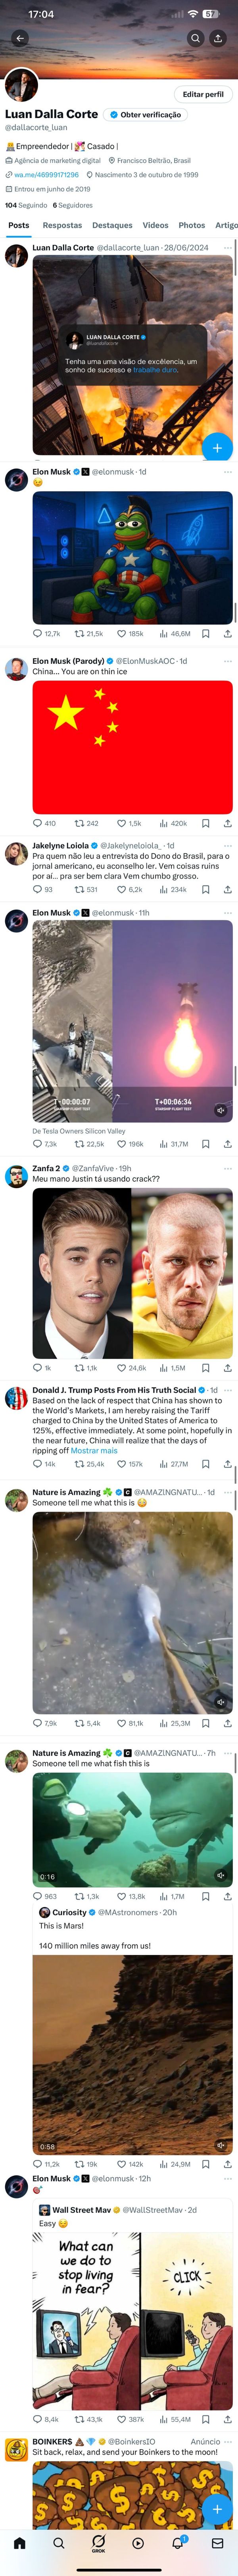 17:04
57
Editar perfil
Luan Dalla Corte
Obter verificação
@dallacorte_luan
Empreendedor | Casado |
Agência de marketing digital Francisco Beltrão, Brasil
wa.me/46999171296 Nascimento 3 de outubro de 1999
Entrou em junho de 2019
104 Seguindo 6 Seguidores
Posts Respostas Destaques Vídeos Photos Artigo
Luan Dalla Corte @dallacorte_luan · 28/06/2024
LUAN DALLA CORTE
@luandallacorte
Tenha uma uma visão de excêlencia, um
sonho de sucesso e trabalhe duro.
Elon Musk @elonmusk · 1d
12,7k 21,5k 185k 46,6M
Elon Musk (Parody) @ElonMuskAOC · 1d
China... You are on thin ice
410 242 1,5k 420k
Jakelyne Loiola @Jakelyneloiola_ · 1d
Pra quem não leu a entrevista do Dono do Brasil, para o
jornal americano, eu aconselho ler. Vem coisas ruins
por aí... pra ser bem clara Vem chumbo grosso.
93 531 6,2k 234k
Elon Musk @elonmusk · 11h
T+00:00:07
STARSHIP FLIGHT TEST
T+00:06:34
STARSHIP FLIGHT TEST
De Tesla Owners Silicon Valley
7,3k 22,5k 196k 31,7M
Zanfa 2 @ZanfaVive · 19h
Meu mano Justin tá usando crack??
1k 1,1k 24,6k 1,5M
Donald J. Trump Posts From His Truth Social · 1d
Based on the lack of respect that China has shown to
the World's Markets, I am hereby raising the Tariff
charged to China by the United States of America to
125%, effective immediately. At some point, hopefully in
the near future, China will realize that the days of
ripping off Mostrar mais
14k 25,4k 157k 27,7M
Nature is Amazing @AMAZlNGNATU... · 1d
Someone tell me what this is
7,9k 5,4k 81,1k 25,3M
Nature is Amazing @AMAZlNGNATU... · 7h
Someone tell me what fish this is
0:16
963 1,3k 13,8k 1,7M
Curiosity @MAstronomers · 20h
This is Mars!
140 million miles away from us!
0:58
11,2k 19k 142k 24,9M
Elon Musk @elonmusk · 12h
Wall Street Mav @WallStreetMav · 2d
Easy
What can
we do to
stop living
in fear?
CLICK
8,4k 43,1k 387k 55,4M
BOINKERS @BoinkersIO Anúncio
Sit back, relax, and send your Boinkers to the moon!
GROK
1